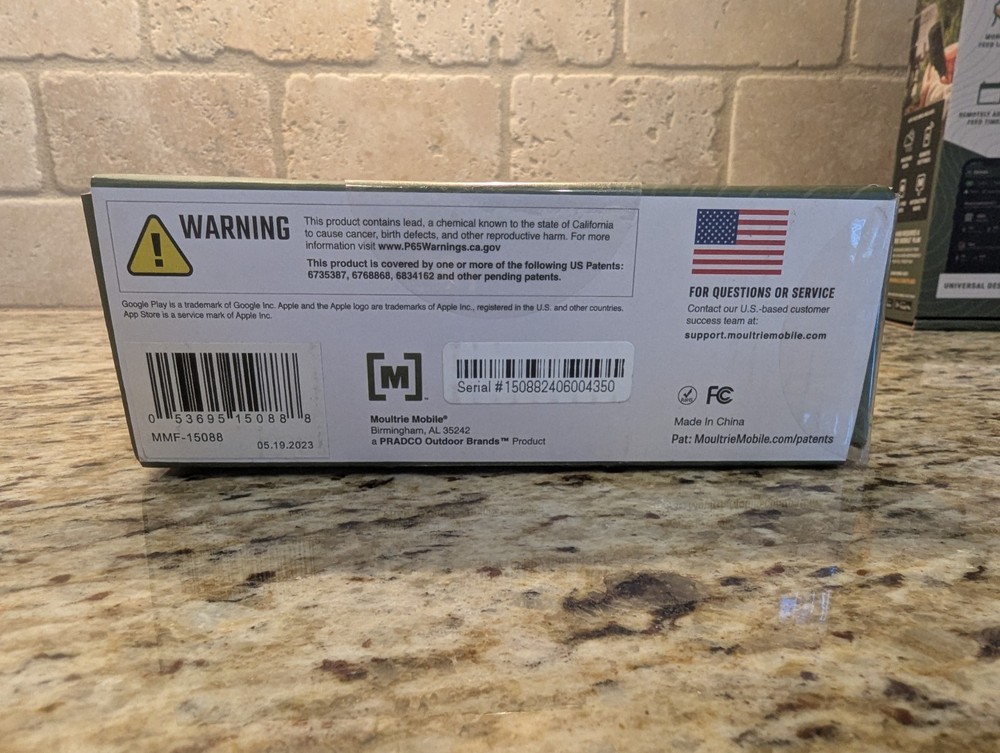 WARNING
This product contains lead, a chemical known to the state of California
to cause cancer, birth defects, and other reproductive harm. For more
information visit www.P65Warnings.ca.gov
This product is covered by one or more of the following US Patents:
6735387, 6768868, 6834162 and other pending patents.
Google Play is a trademark of Google Inc. Apple and the Apple logo are trademarks of Apple Inc., registered in the U.S. and other countries.
App Store is a service mark of Apple Inc.
FOR QUESTIONS OR SERVICE
Contact our U.S.-based customer
success team at:
support.moultriemobile.com
0 53695 15088 8
MMF-15088
05.19.2023
[M]
Moultrie Mobile®
Birmingham, AL 35242
a PRADCO Outdoor Brands™ Product
Serial #150882406004350
FC
Made In China
Pat: MoultrieMobile.com/patents
FEED TIME
UNIVERSAL DES